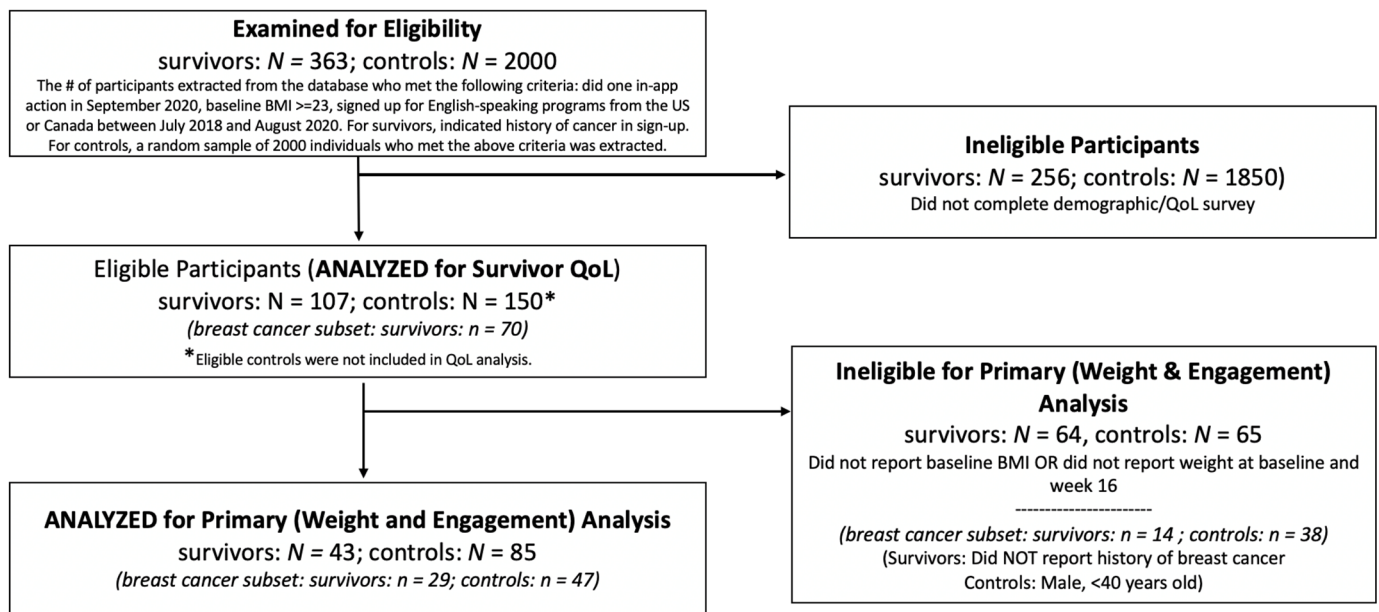 Examined for Eligibility
survivors: N = 363; controls: N = 2000
The # of participants extracted from the database who met the following criteria: did one in-app
action in September 2020, baseline BMI >=23, signed up for English-speaking programs from the US
or Canada between July 2018 and August 2020. For survivors, indicated history of cancer in sign-up.
For controls, a random sample of 2000 individuals who met the above criteria was extracted.
Ineligible Participants
survivors: N = 256; controls: N = 1850)
Did not complete demographic/QoL survey
Eligible Participants (ANALYZED for Survivor QoL)
survivors: N = 107; controls: N = 150*
(breast cancer subset: survivors: n = 70)
*Eligible controls were not included in QoL analysis.
Ineligible for Primary (Weight & Engagement)
Analysis
survivors: N = 64, controls: N = 65
Did not report baseline BMI OR did not report weight at baseline and
week 16
-----------------------
(breast cancer subset: survivors: n = 14 ; controls: n = 38)
(Survivors: Did NOT report history of breast cancer
Controls: Male, <40 years old)
ANALYZED for Primary (Weight and Engagement) Analysis
survivors: N = 43; controls: N = 85
(breast cancer subset: survivors: n = 29; controls: n = 47)